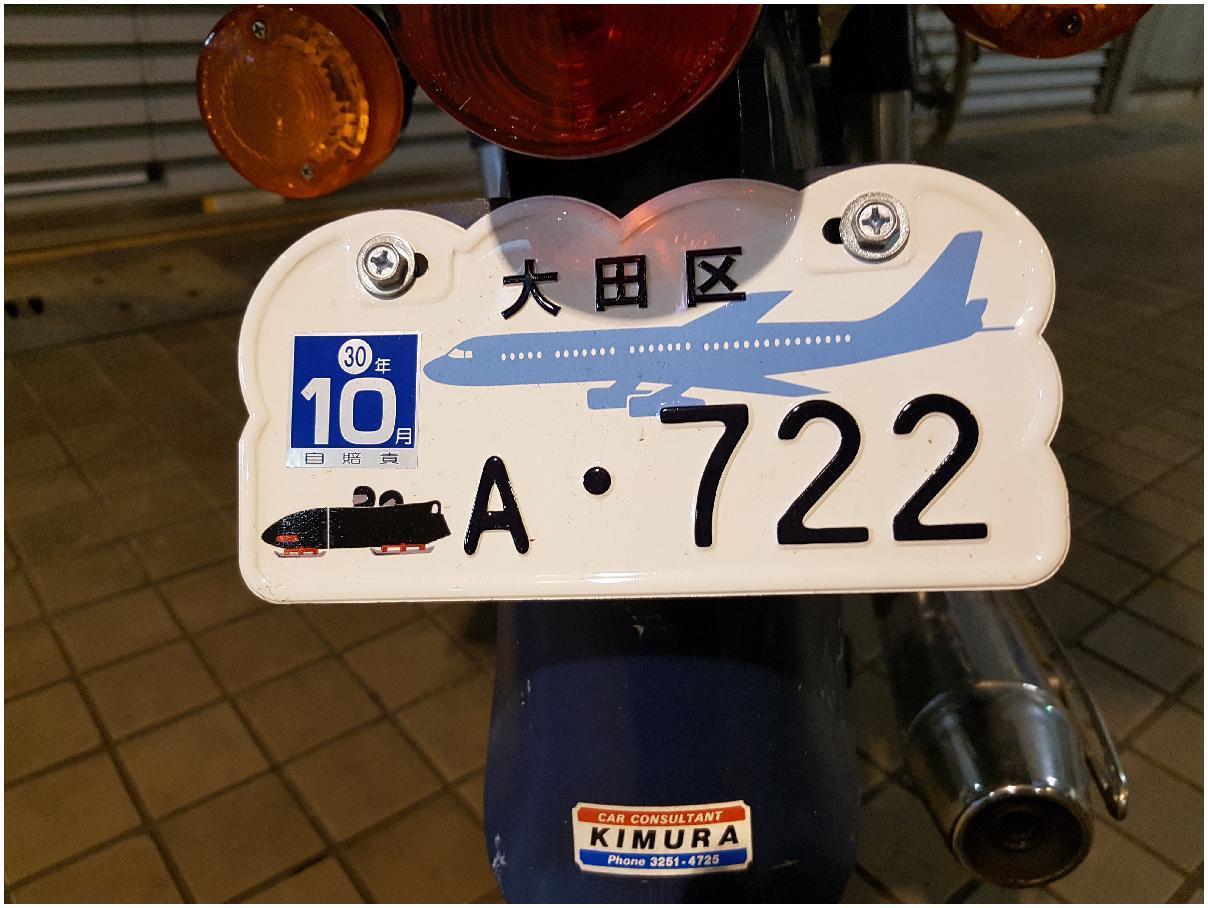 大田区
30年
10月
自賠責
A ・722
CAR CONSULTANT
KIMURA
Phone 3251-4725